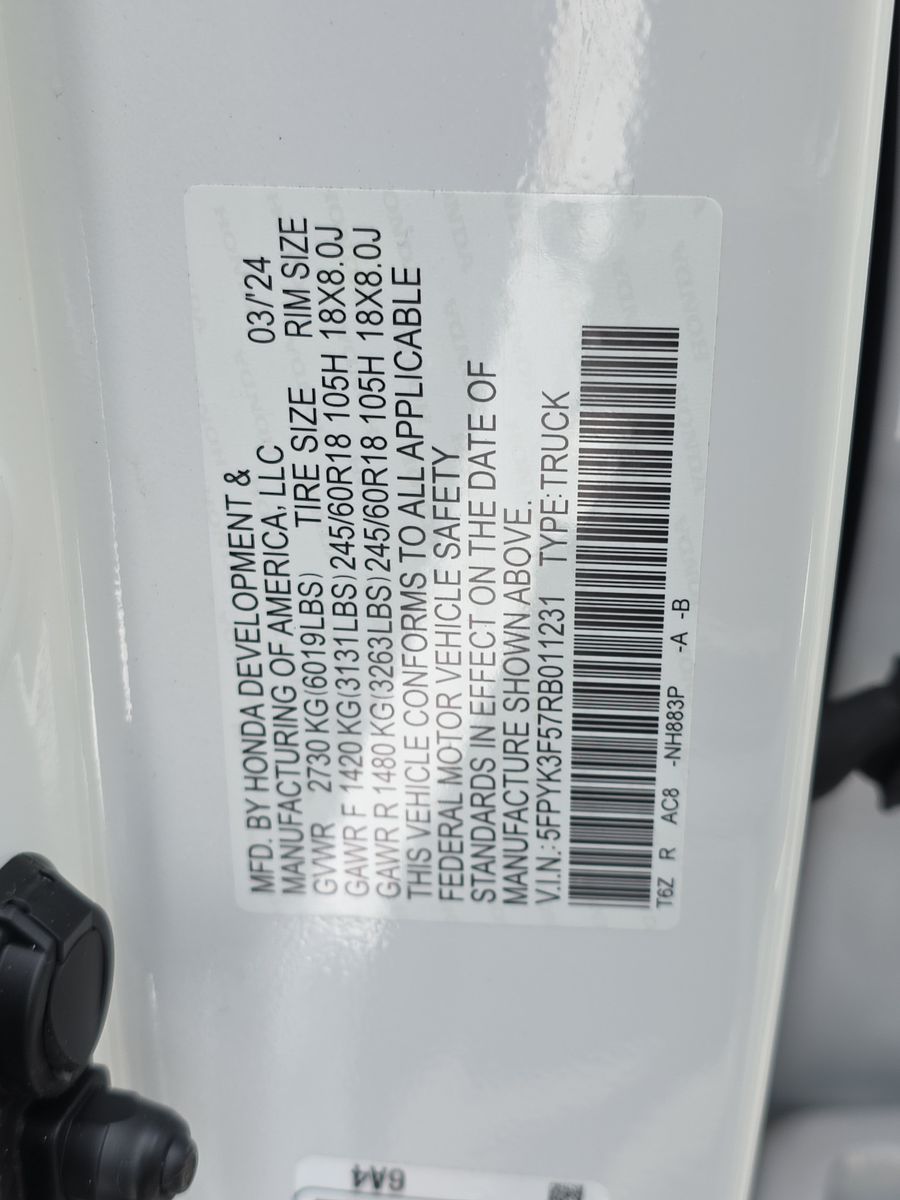 MFD. BY HONDA DEVELOPMENT &
MANUFACTURING OF AMERICA, LLC 03/'24
GVWR 2730 KG(6019LBS) TIRE SIZE RIM SIZE
GAWR F 1420 KG(3131LBS) 245/60R18 105H 18X8.0J
GAWR R 1480 KG(3263LBS) 245/60R18 105H 18X8.0J
THIS VEHICLE CONFORMS TO ALL APPLICABLE
FEDERAL MOTOR VEHICLE SAFETY
STANDARDS IN EFFECT ON THE DATE OF
MANUFACTURE SHOWN ABOVE.
V.I.N.: 5FPYK3F57RB011231 TYPE: TRUCK
T6Z R AC8 -NH883P -A -B
6A4